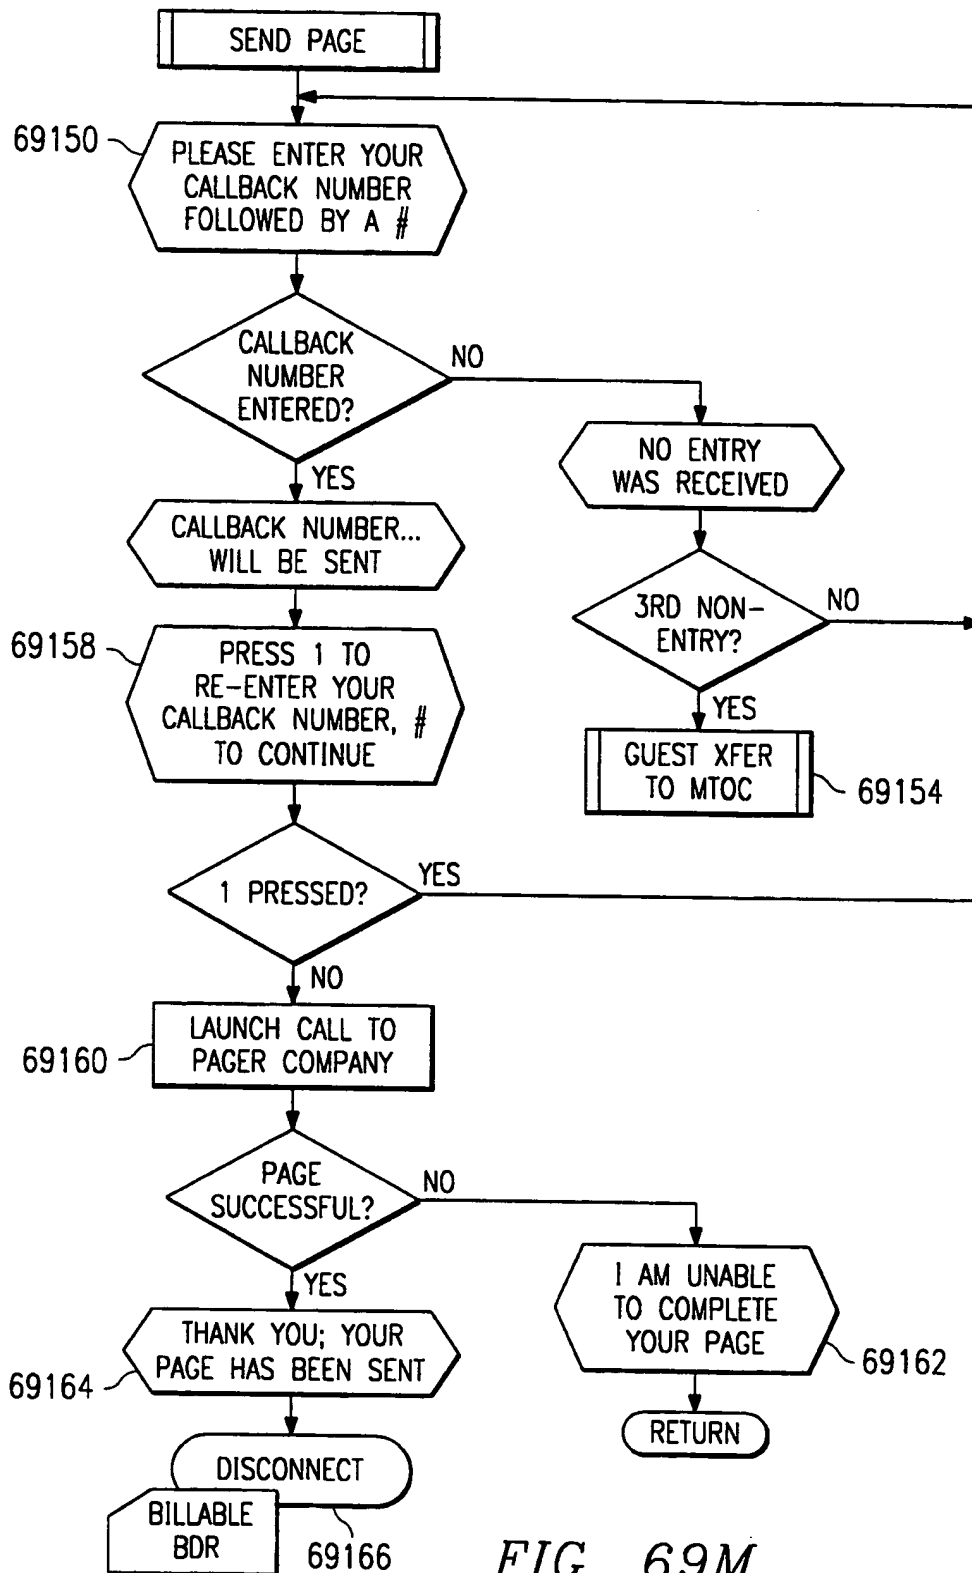 SEND PAGE
69150
PLEASE ENTER YOUR
CALLBACK NUMBER
FOLLOWED BY A #
CALLBACK
NUMBER
ENTERED?
NO
YES
NO ENTRY
WAS RECEIVED
CALLBACK NUMBER...
WILL BE SENT
3RD NON-
ENTRY?
NO
YES
69158
PRESS 1 TO
RE-ENTER YOUR
CALLBACK NUMBER, #
TO CONTINUE
GUEST XFER
TO MTOC
69154
1 PRESSED?
YES
NO
69160
LAUNCH CALL TO
PAGER COMPANY
PAGE
SUCCESSFUL?
NO
YES
I AM UNABLE
TO COMPLETE
YOUR PAGE
69162
THANK YOU; YOUR
PAGE HAS BEEN SENT
69164
RETURN
DISCONNECT
BILLABLE
BDR
69166
FIG. 69M